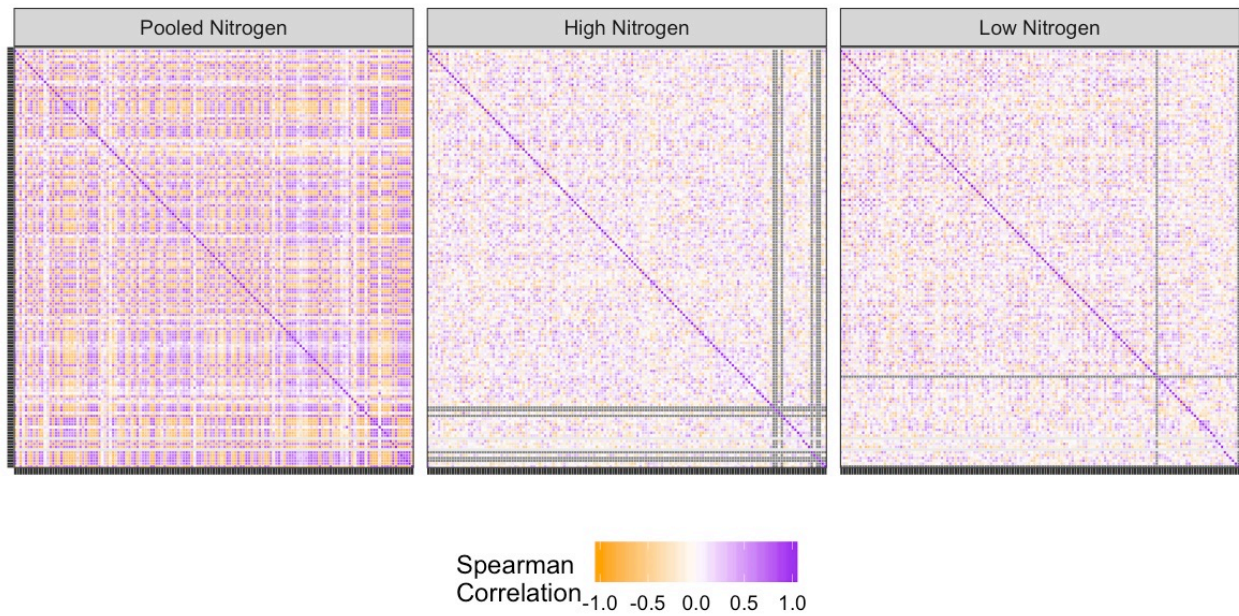 Pooled Nitrogen
High Nitrogen
Low Nitrogen
Spearman
Correlation
-1.0 -0.5 0.0 0.5 1.0